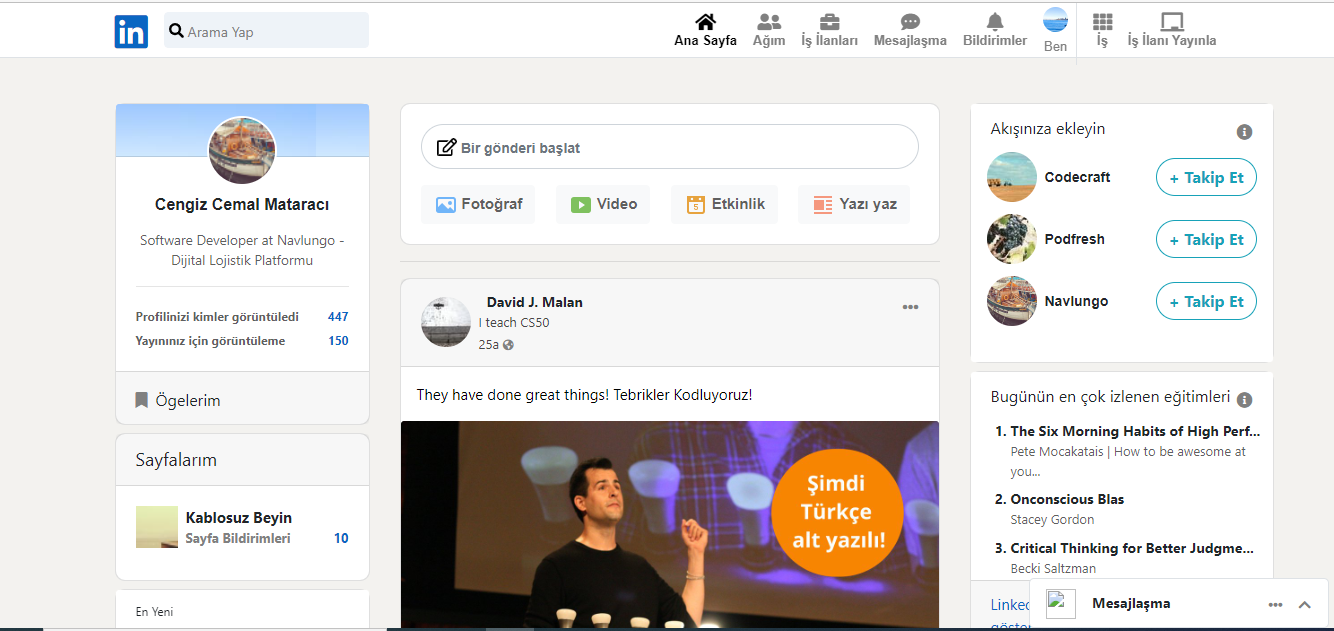 in
Arama Yap
Ana Sayfa
Ağım
İş İlanları
Mesajlaşma
Bildirimler
Ben
İş
İş İlanı Yayınla
Cengiz Cemal Mataracı
Software Developer at Navlungo -
Dijital Lojistik Platformu
Profilinizi kimler görüntüledi 447
Yayınınız için görüntüleme 150
Ögelerim
Sayfalarım
Kablosuz Beyin
Sayfa Bildirimleri 10
En Yeni
Bir gönderi başlat
Fotoğraf
Video
5
Etkinlik
Yazı yaz
David J. Malan
I teach CS50
25a
They have done great things! Tebrikler Kodluyoruz!
Şimdi
Türkçe
alt yazılı!
Akışınıza ekleyin
Codecraft + Takip Et
Podfresh + Takip Et
Navlungo + Takip Et
Bugünün en çok izlenen eğitimleri
1. The Six Morning Habits of High Perf...
Pete Mocakatais | How to be awesome at
you...
2. Onconscious Blas
Stacey Gordon
3. Critical Thinking for Better Judgme...
Becki Saltzman
Mesajlaşma